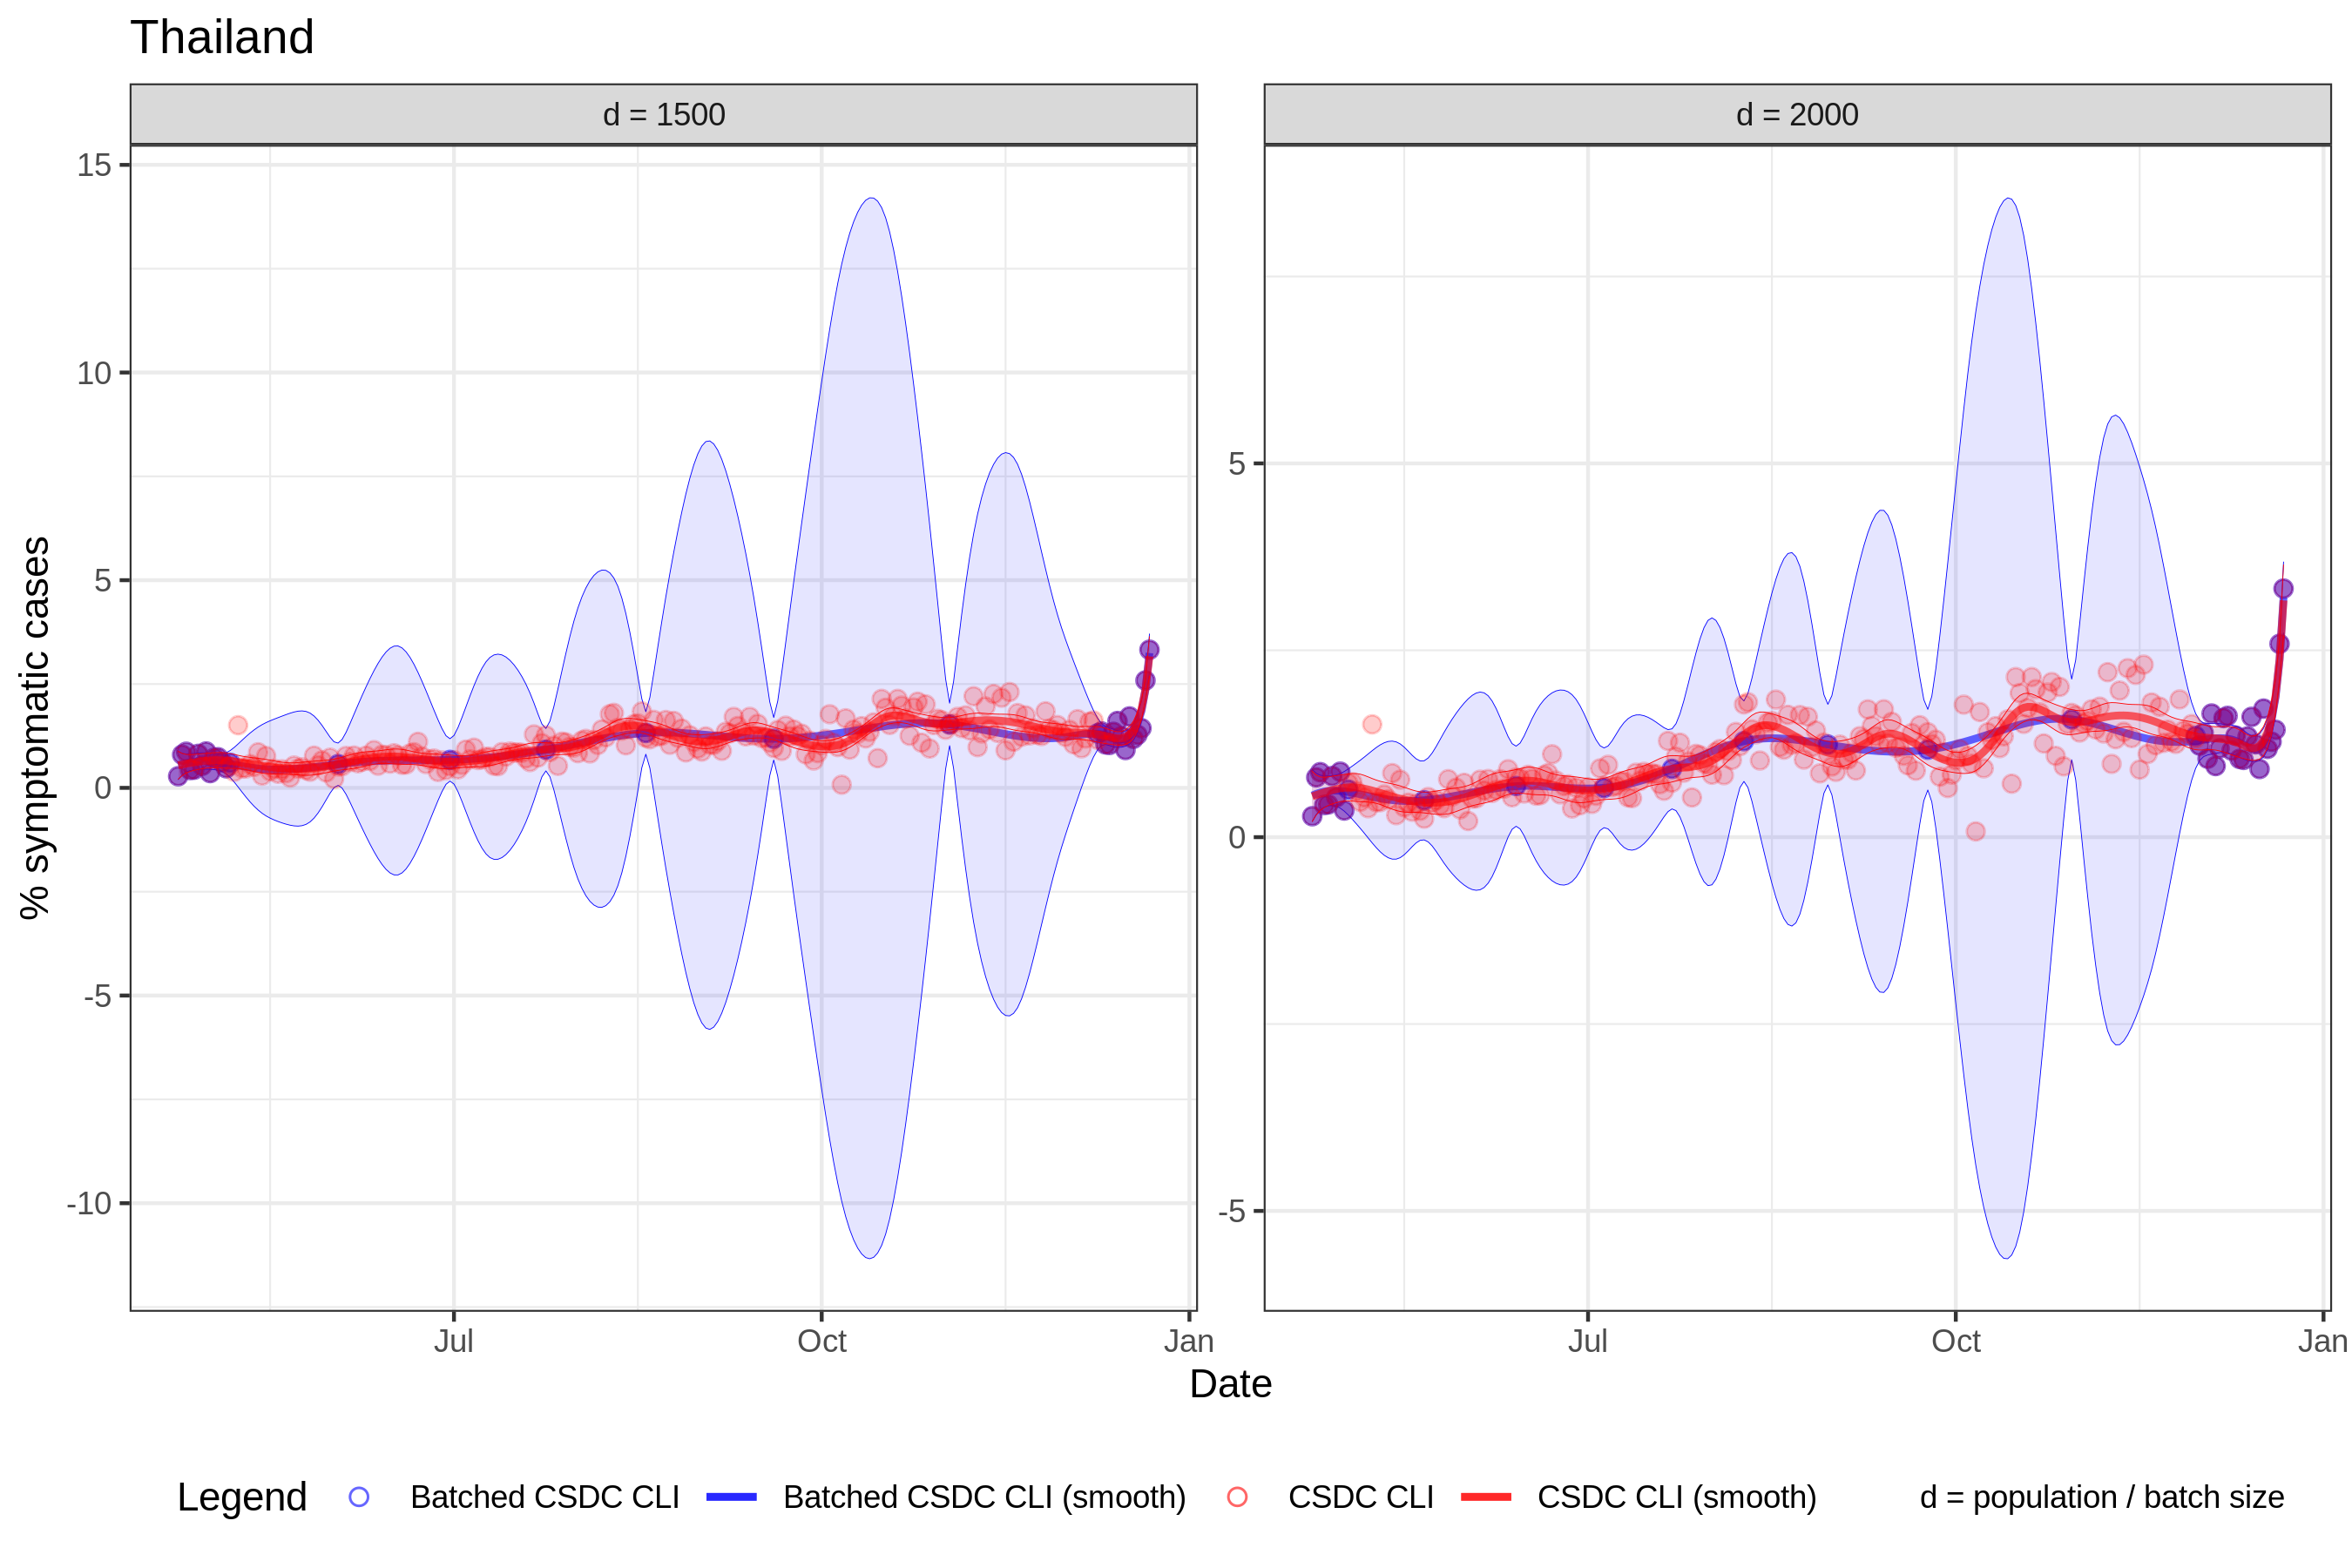 Thailand
d = 1500
d = 2000
% symptomatic cases
15
10
5
0
-5
-10
5
0
-5
Jul
Oct
Jan
Jul
Oct
Jan
Date
Legend
Batched CSDC CLI
Batched CSDC CLI (smooth)
CSDC CLI
CSDC CLI (smooth)
d = population / batch size